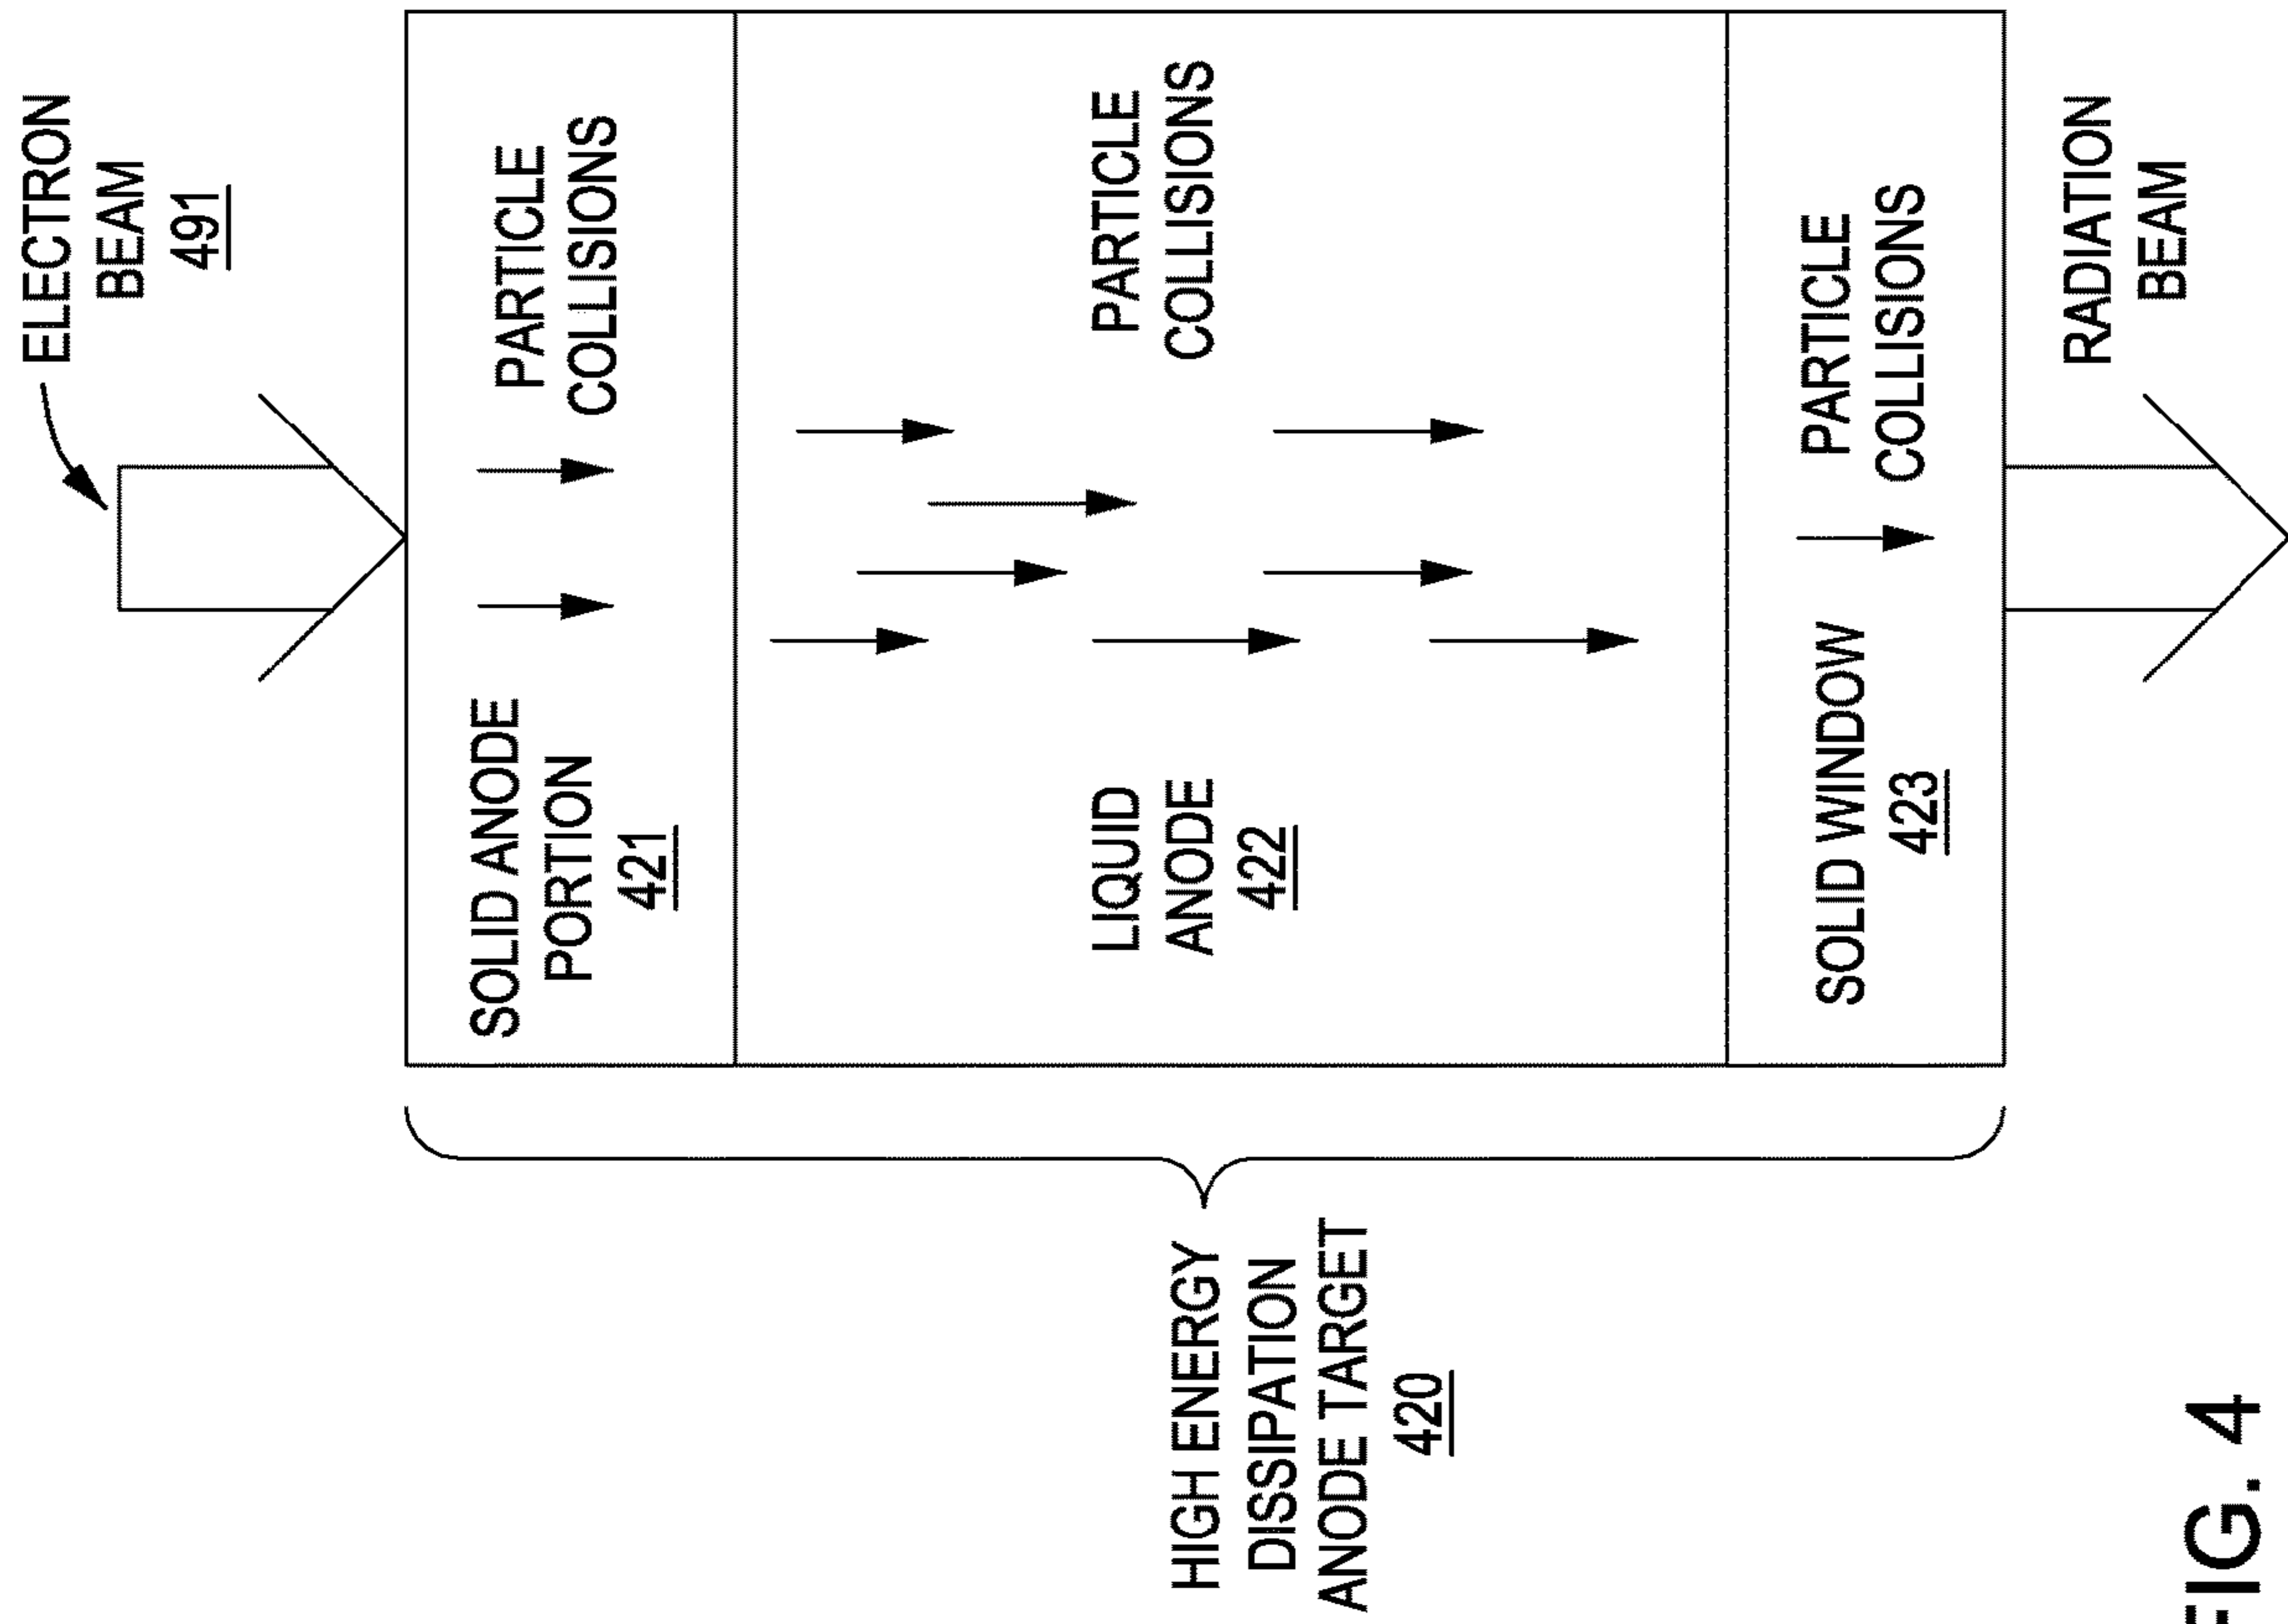 ELECTRON
BEAM
491
SOLID ANODE
PORTION
421
PARTICLE
COLLISIONS
LIQUID
ANODE
422
PARTICLE
COLLISIONS
SOLID WINDOW
423
PARTICLE
COLLISIONS
RADIATION
BEAM
HIGH ENERGY
DISSIPATION
ANODE TARGET
420
FIG. 4